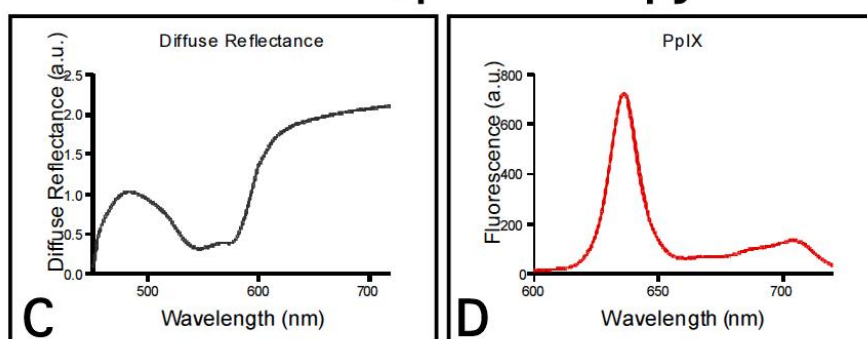 Diffuse Reflectance
Diffuse Reflectance (a.u.)
2.5
2.0
1.5
1.0
0.5
0.0
500
600
700
Wavelength (nm)
C
PpIX
Fluorescence (a.u.)
800
600
400
200
0
600
650
700
Wavelength (nm)
D